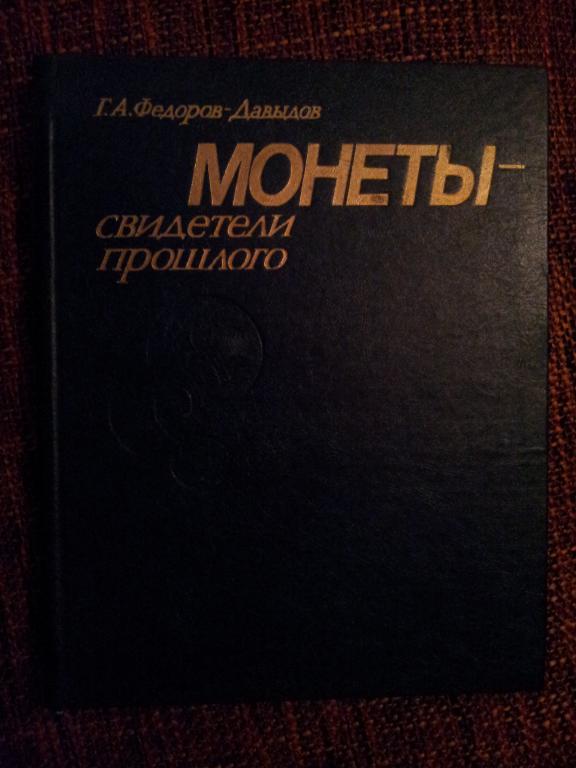 Г.А.Федоров-Давыдов
МОНЕТЫ-
свидетели
прошлого